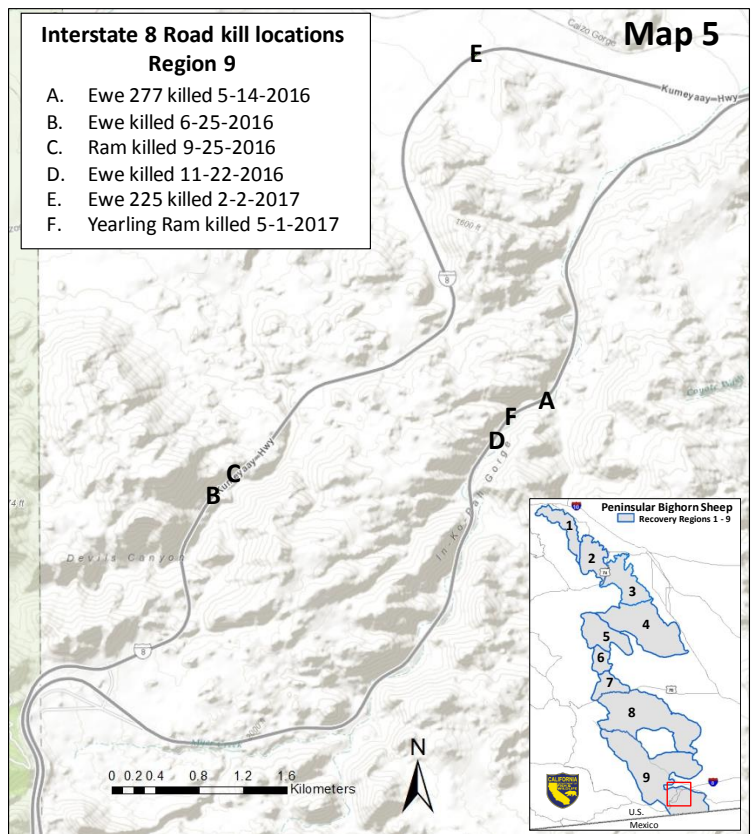 Interstate 8 Road kill locations
Region 9
A. Ewe 277 killed 5-14-2016
B. Ewe killed 6-25-2016
C. Ram killed 9-25-2016
D. Ewe killed 11-22-2016
E. Ewe 225 killed 2-2-2017
F. Yearling Ram killed 5-1-2017
Map 5
E
Kumeyaay-Hwy
1600 ft
8
A
F
D
In-Ko-Pah Gorge
Kumeyaay-Hwy
C
B
Devils Canyon
8
N
0 0.2 0.4 0.8 1.2 1.6
Kilometers
Peninsular Bighorn Sheep
Recovery Regions 1 - 9
1
2
3
4
5
6
7
8
9
U.S.
Mexico
CALIFORNIA